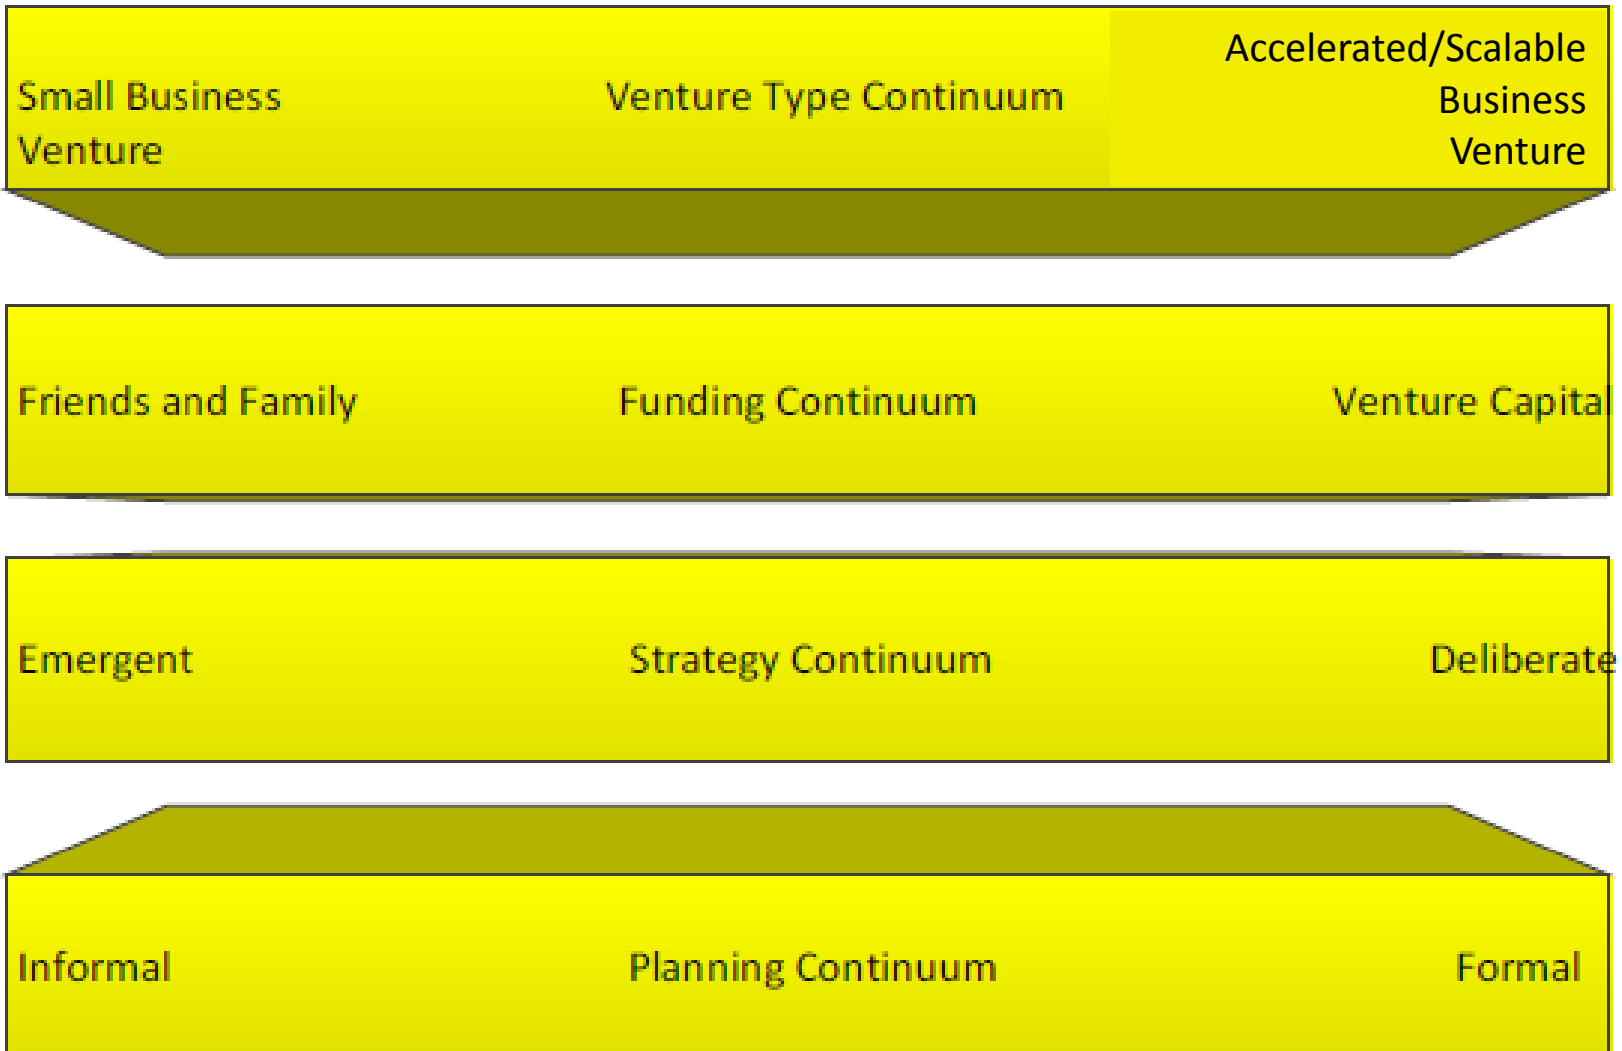 Small Business
Venture
Venture Type Continuum
Accelerated/Scalable
Business
Venture
Friends and Family
Funding Continuum
Venture Capital
Emergent
Strategy Continuum
Deliberate
Informal
Planning Continuum
Formal